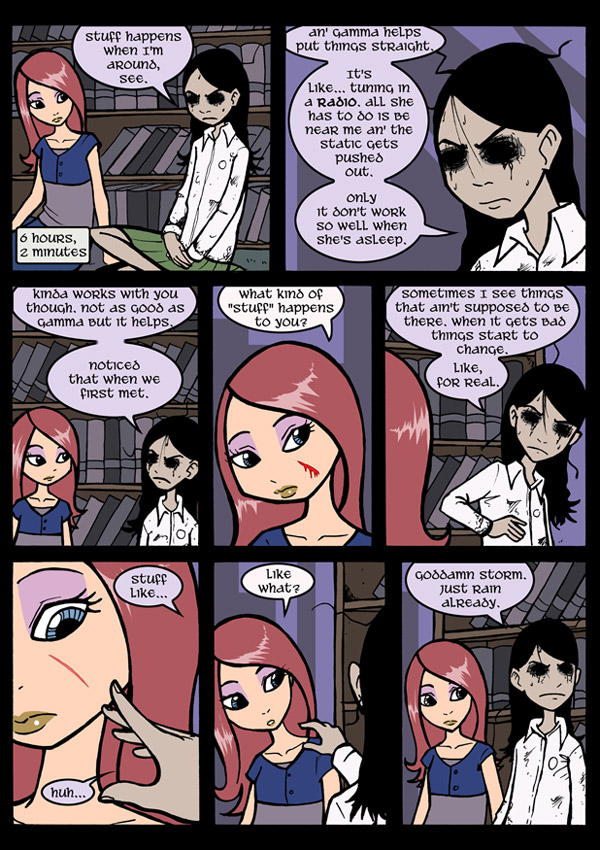 Stuff happens
when I'm
around,
see.
6 hours,
2 minutes
an' Gamma helps
put things straight.
It's
like... tuning in
a radio. All she
has to do is be
near me an' the
static gets
pushed
out.
Only
it don't work
so well when
she's asleep.
Kinda works with you
though. Not as good as
Gamma but it helps.
Noticed
that when we
first met.
What kind of
"stuff" happens
to you?
Sometimes I see things
that ain't supposed to be
there. When it gets bad
things start to
change.
Like,
for real.
Stuff
like...
Huh...
Like
what?
Goddamn storm.
Just rain
already.